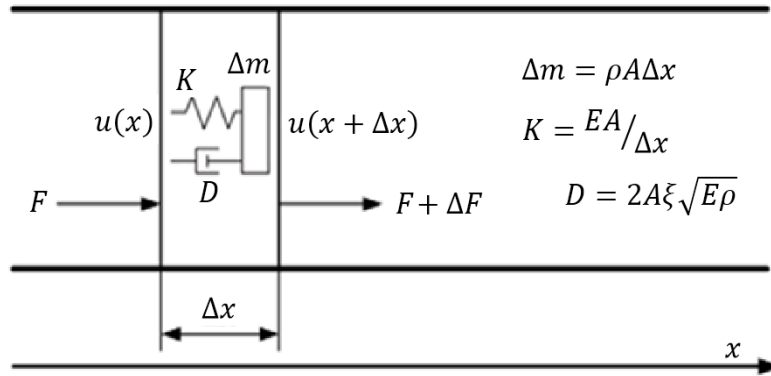 K
Δm
u(x)
u(x + Δx)
D
F
F + ΔF
Δx
x
Δm = ρAΔx
K = EA/Δx
D = 2Aξ√Eρ